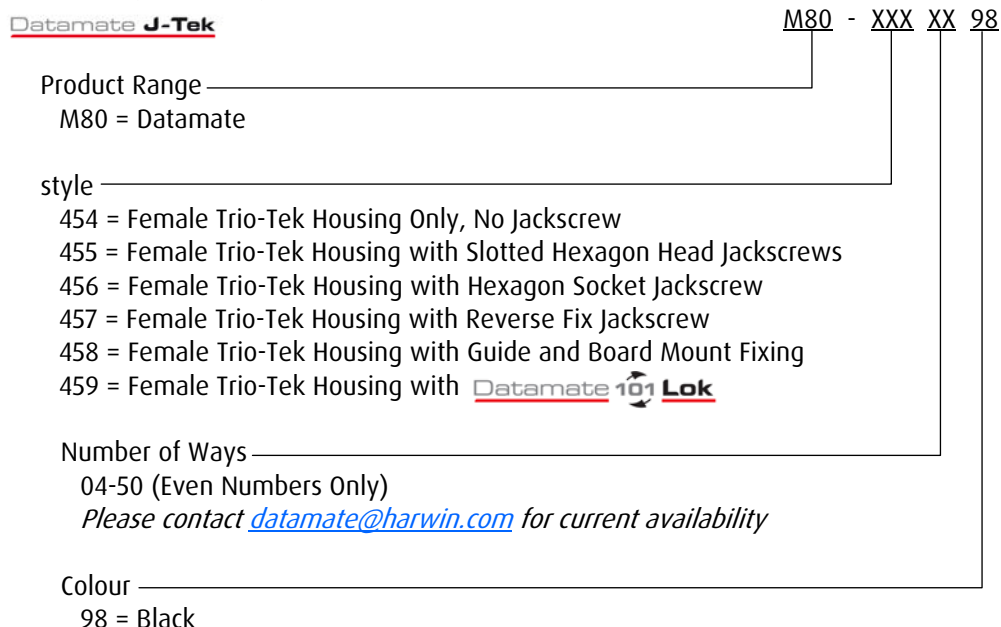 Datamate J-Tek
M80 - XXX XX 98
Product Range
M80 = Datamate
style
454 = Female Trio-Tek Housing Only, No Jackscrew
455 = Female Trio-Tek Housing with Slotted Hexagon Head Jackscrews
456 = Female Trio-Tek Housing with Hexagon Socket Jackscrew
457 = Female Trio-Tek Housing with Reverse Fix Jackscrew
458 = Female Trio-Tek Housing with Guide and Board Mount Fixing
459 = Female Trio-Tek Housing with Datamate 101 Lok
Number of Ways
04-50 (Even Numbers Only)
Please contact datamate@harwin.com for current availability
Colour
98 = Black